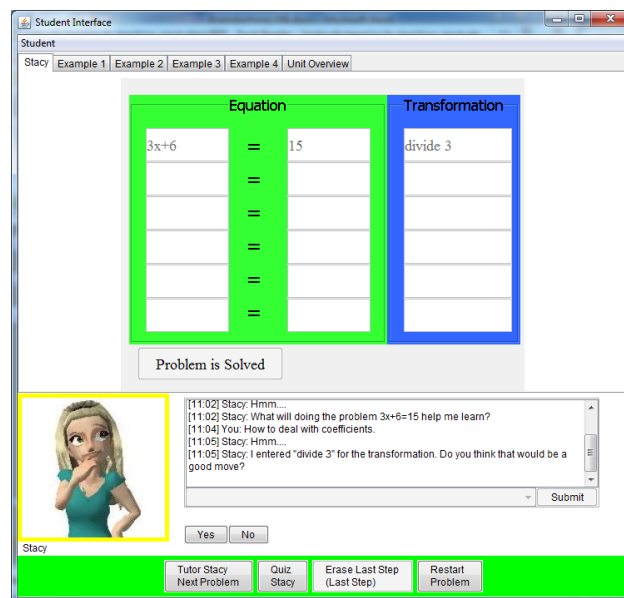 Student Interface
Student
Stacy Example 1 Example 2 Example 3 Example 4 Unit Overview
Equation Transformation
3x+6 = 15 divide 3
=
=
=
=
=
Problem is Solved
[11:02] Stacy: Hmm....
[11:02] Stacy: What will doing the problem 3x+6=15 help me learn?
[11:04] You: How to deal with coefficients.
[11:05] Stacy: Hmm....
[11:05] Stacy: I entered "divide 3" for the transformation. Do you think that would be a
good move?
Submit
Yes No
Stacy
Tutor Stacy Quiz Erase Last Step Restart
Next Problem Stacy (Last Step) Problem